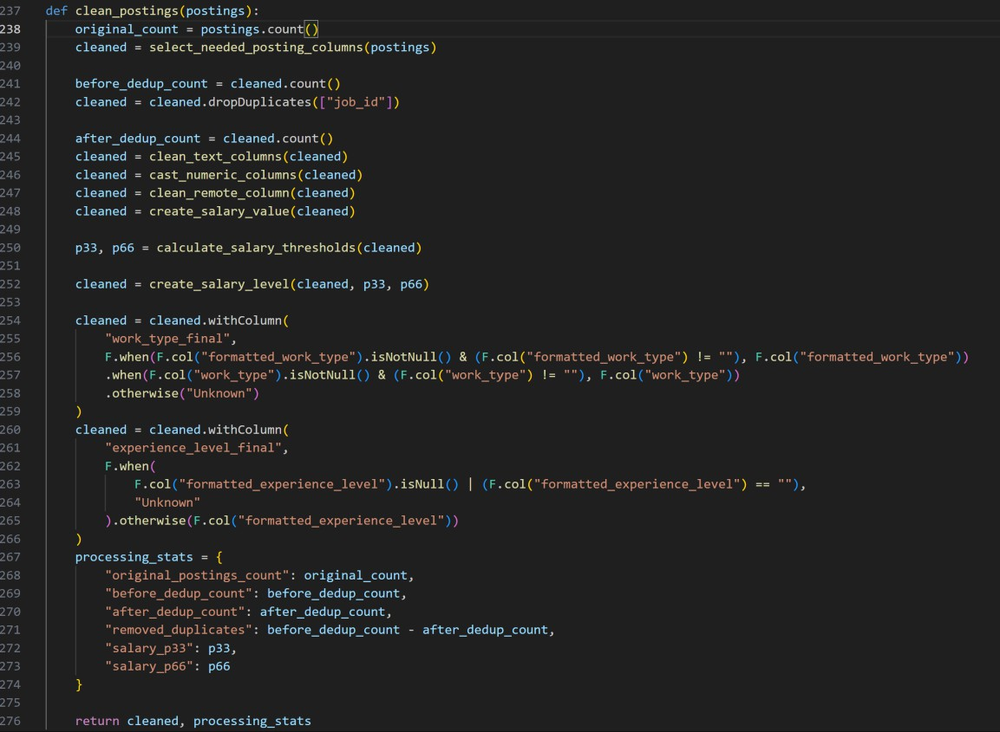 237 def clean_postings(postings):
238     original_count = postings.count()
239     cleaned = select_needed_posting_columns(postings)
240
241     before_dedup_count = cleaned.count()
242     cleaned = cleaned.dropDuplicates(["job_id"])
243
244     after_dedup_count = cleaned.count()
245     cleaned = clean_text_columns(cleaned)
246     cleaned = cast_numeric_columns(cleaned)
247     cleaned = clean_remote_column(cleaned)
248     cleaned = create_salary_value(cleaned)
249
250     p33, p66 = calculate_salary_thresholds(cleaned)
251
252     cleaned = create_salary_level(cleaned, p33, p66)
253
254     cleaned = cleaned.withColumn(
255         "work_type_final",
256         F.when(F.col("formatted_work_type").isNotNull() & (F.col("formatted_work_type") != ""), F.col("formatted_work_type"))
257         .when(F.col("work_type").isNotNull() & (F.col("work_type") != ""), F.col("work_type"))
258         .otherwise("Unknown")
259     )
260     cleaned = cleaned.withColumn(
261         "experience_level_final",
262         F.when(
263             F.col("formatted_experience_level").isNull() | (F.col("formatted_experience_level") == ""),
264             "Unknown"
265         ).otherwise(F.col("formatted_experience_level"))
266     )
267     processing_stats = {
268         "original_postings_count": original_count,
269         "before_dedup_count": before_dedup_count,
270         "after_dedup_count": after_dedup_count,
271         "removed_duplicates": before_dedup_count - after_dedup_count,
272         "salary_p33": p33,
273         "salary_p66": p66
274     }
275
276     return cleaned, processing_stats